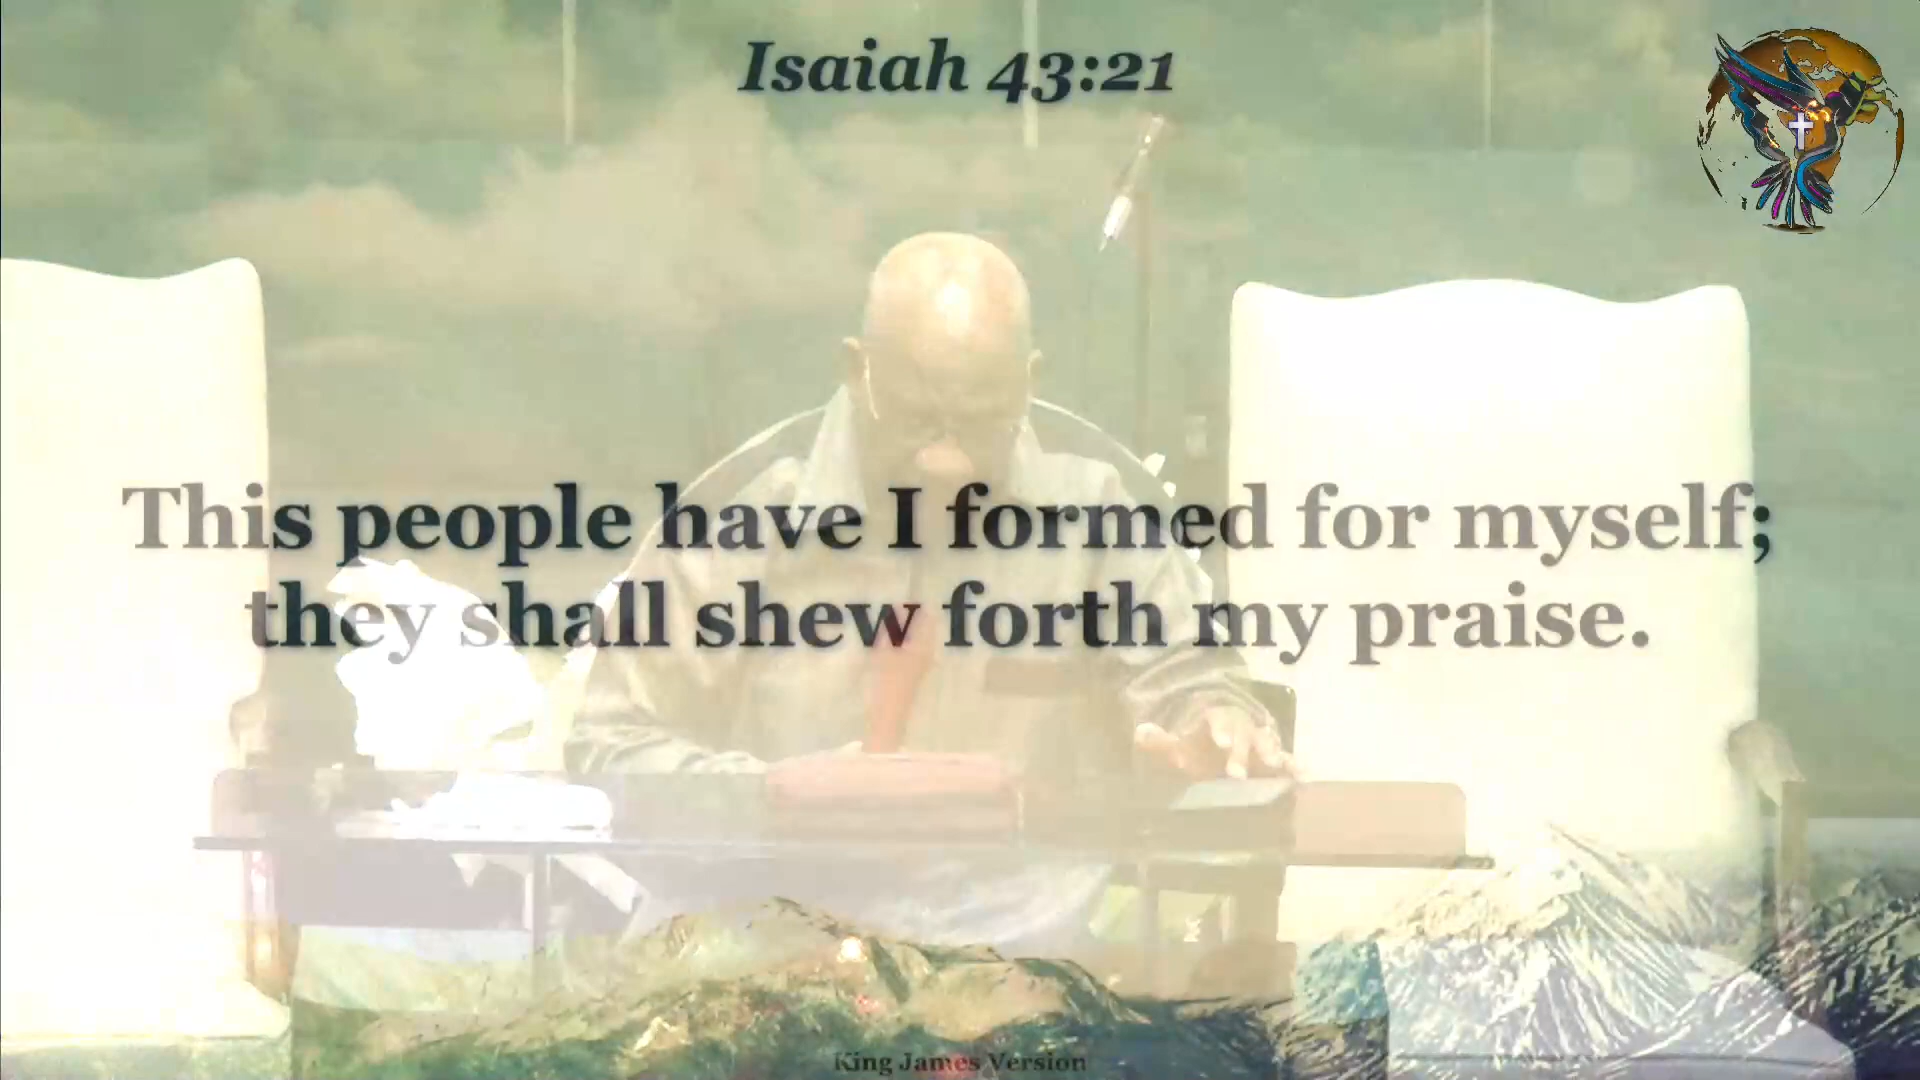 Isaiah 43:21
This people have I formed for myself;
they shall shew forth my praise.
King James Version